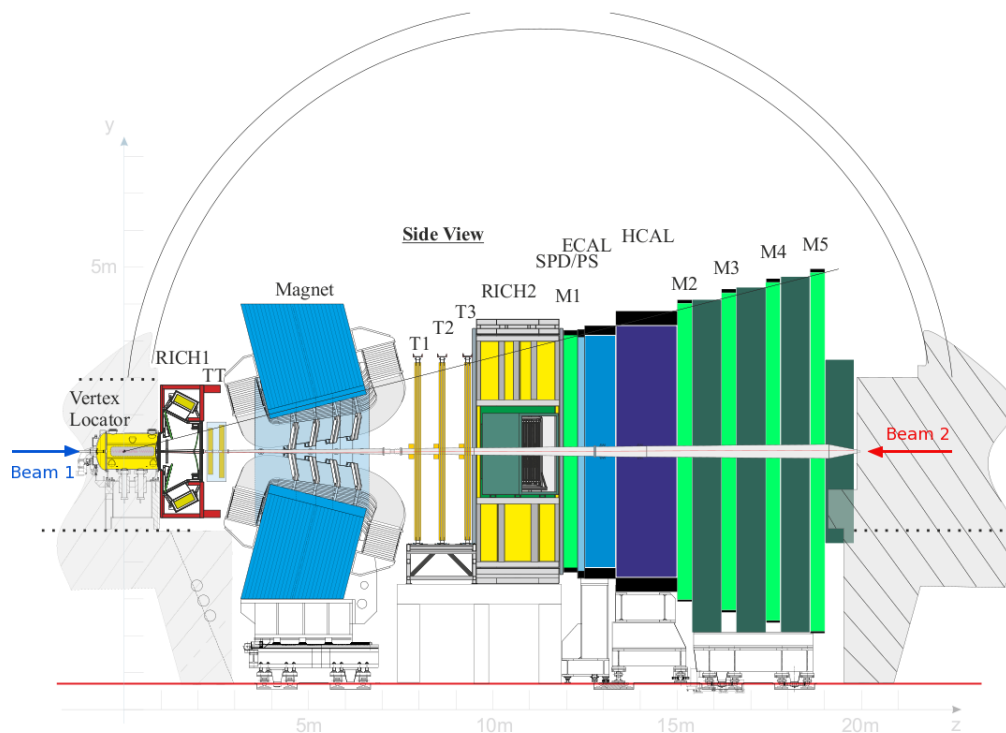 y
Side View
ECAL
HCAL
SPD/PS
M4
M5
5m
M3
Magnet
RICH2
M1
M2
T3
T2
T1
RICH1
TT
Vertex
Locator
Beam 2
Beam 1
5m
10m
15m
20m
z